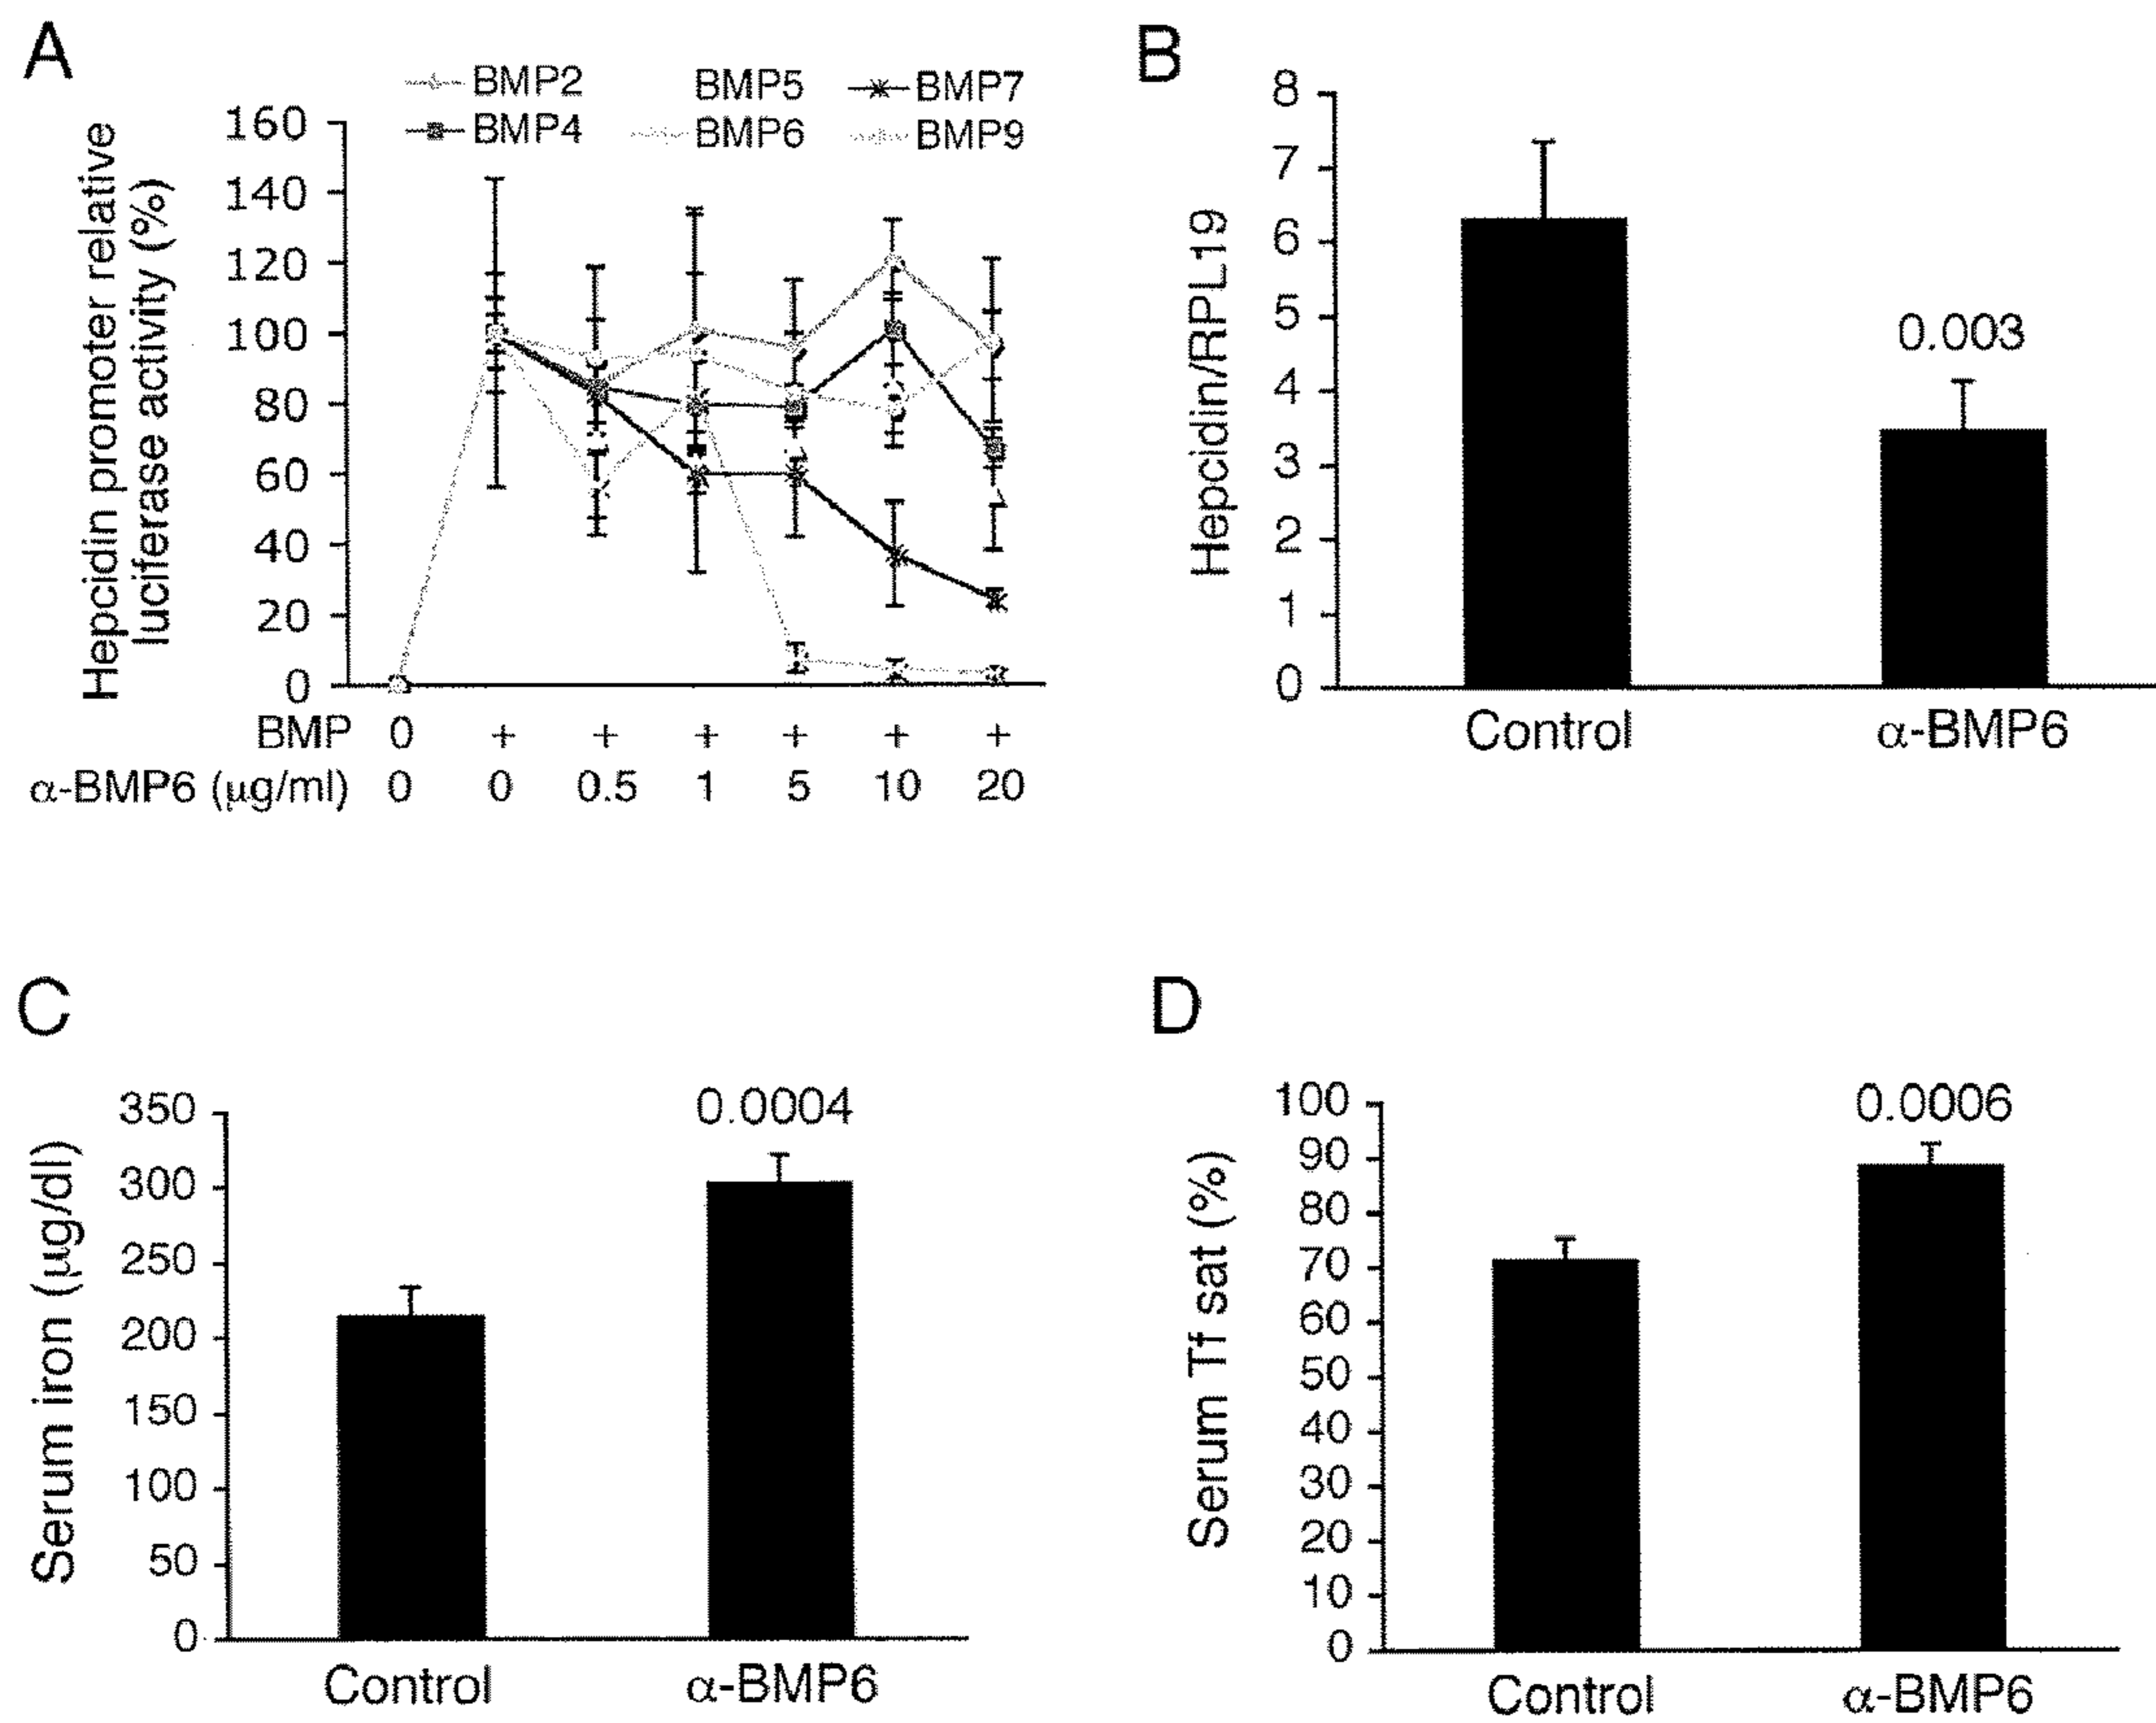 A
BMP2 BMP5 BMP7
BMP4 BMP6 BMP9
Hepcidin promoter relative
luciferase activity (%)
160
140
120
100
80
60
40
20
0
BMP 0 + + + + + +
α-BMP6 (μg/ml) 0 0 0.5 1 5 10 20
B
Hepcidin/RPL19
8
7
6
5
4
3
2
1
0
0.003
Control α-BMP6
C
Serum iron (μg/dl)
350
300
250
200
150
100
50
0
0.0004
Control α-BMP6
D
Serum Tf sat (%)
100
90
80
70
60
50
40
30
20
10
0
0.0006
Control α-BMP6